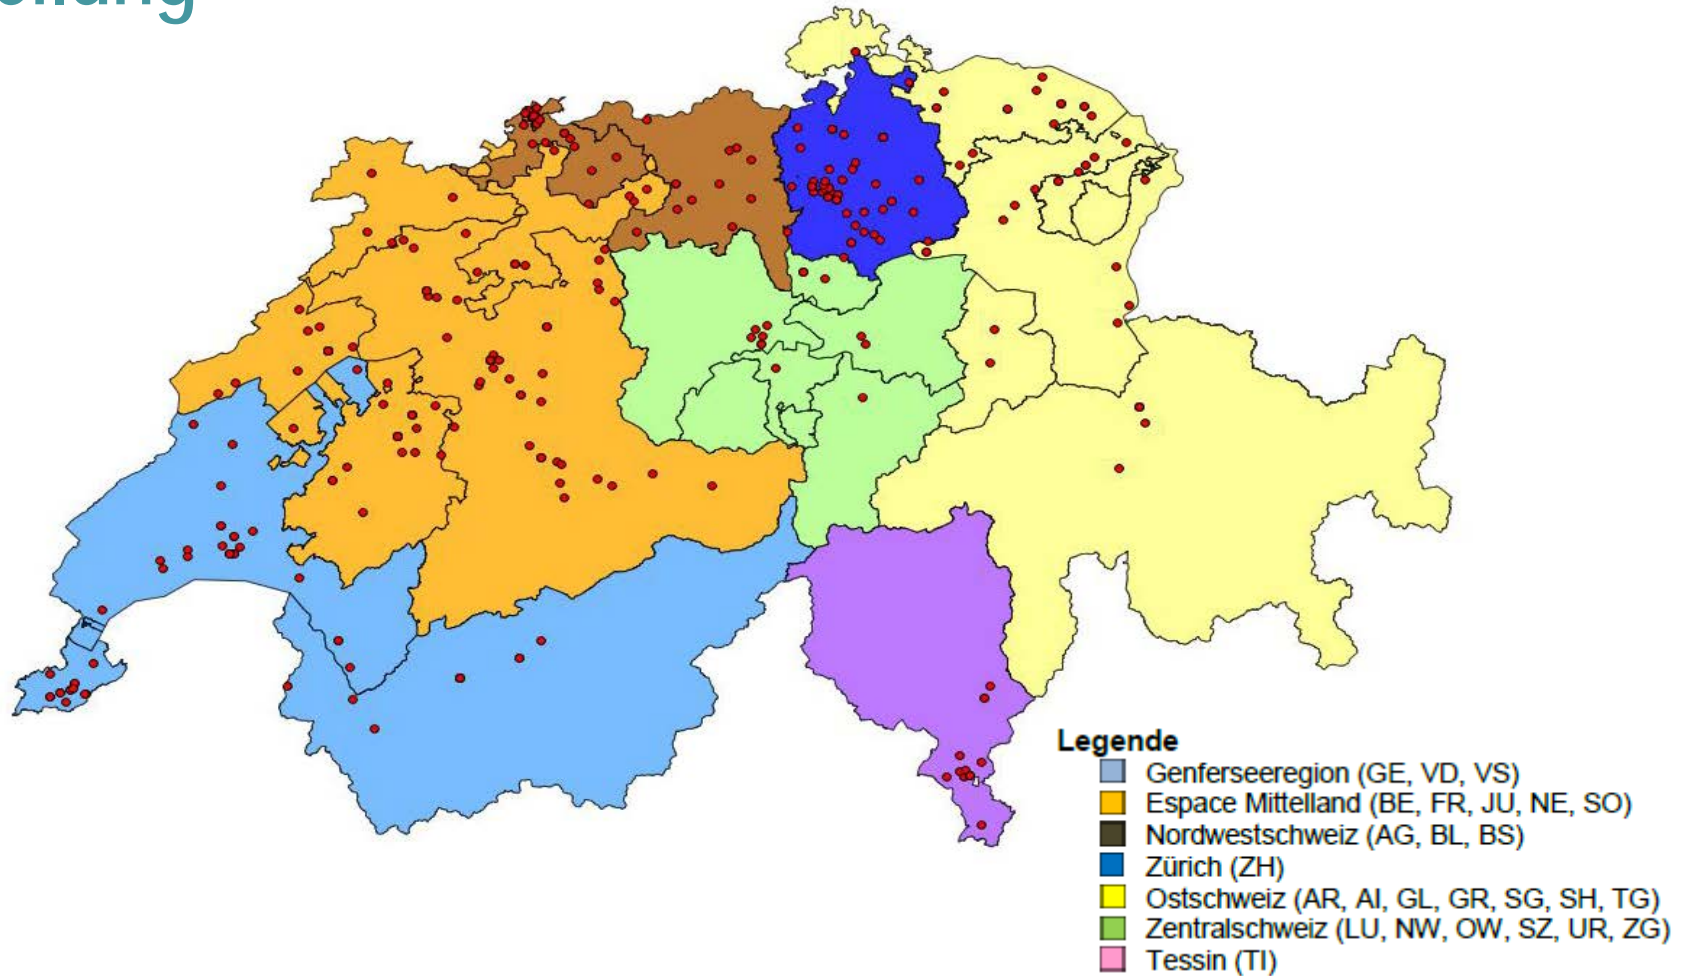 Legende
Genferseeregion (GE, VD, VS)
Espace Mittelland (BE, FR, JU, NE, SO)
Nordwestschweiz (AG, BL, BS)
Zürich (ZH)
Ostschweiz (AR, AI, GL, GR, SG, SH, TG)
Zentralschweiz (LU, NW, OW, SZ, UR, ZG)
Tessin (TI)